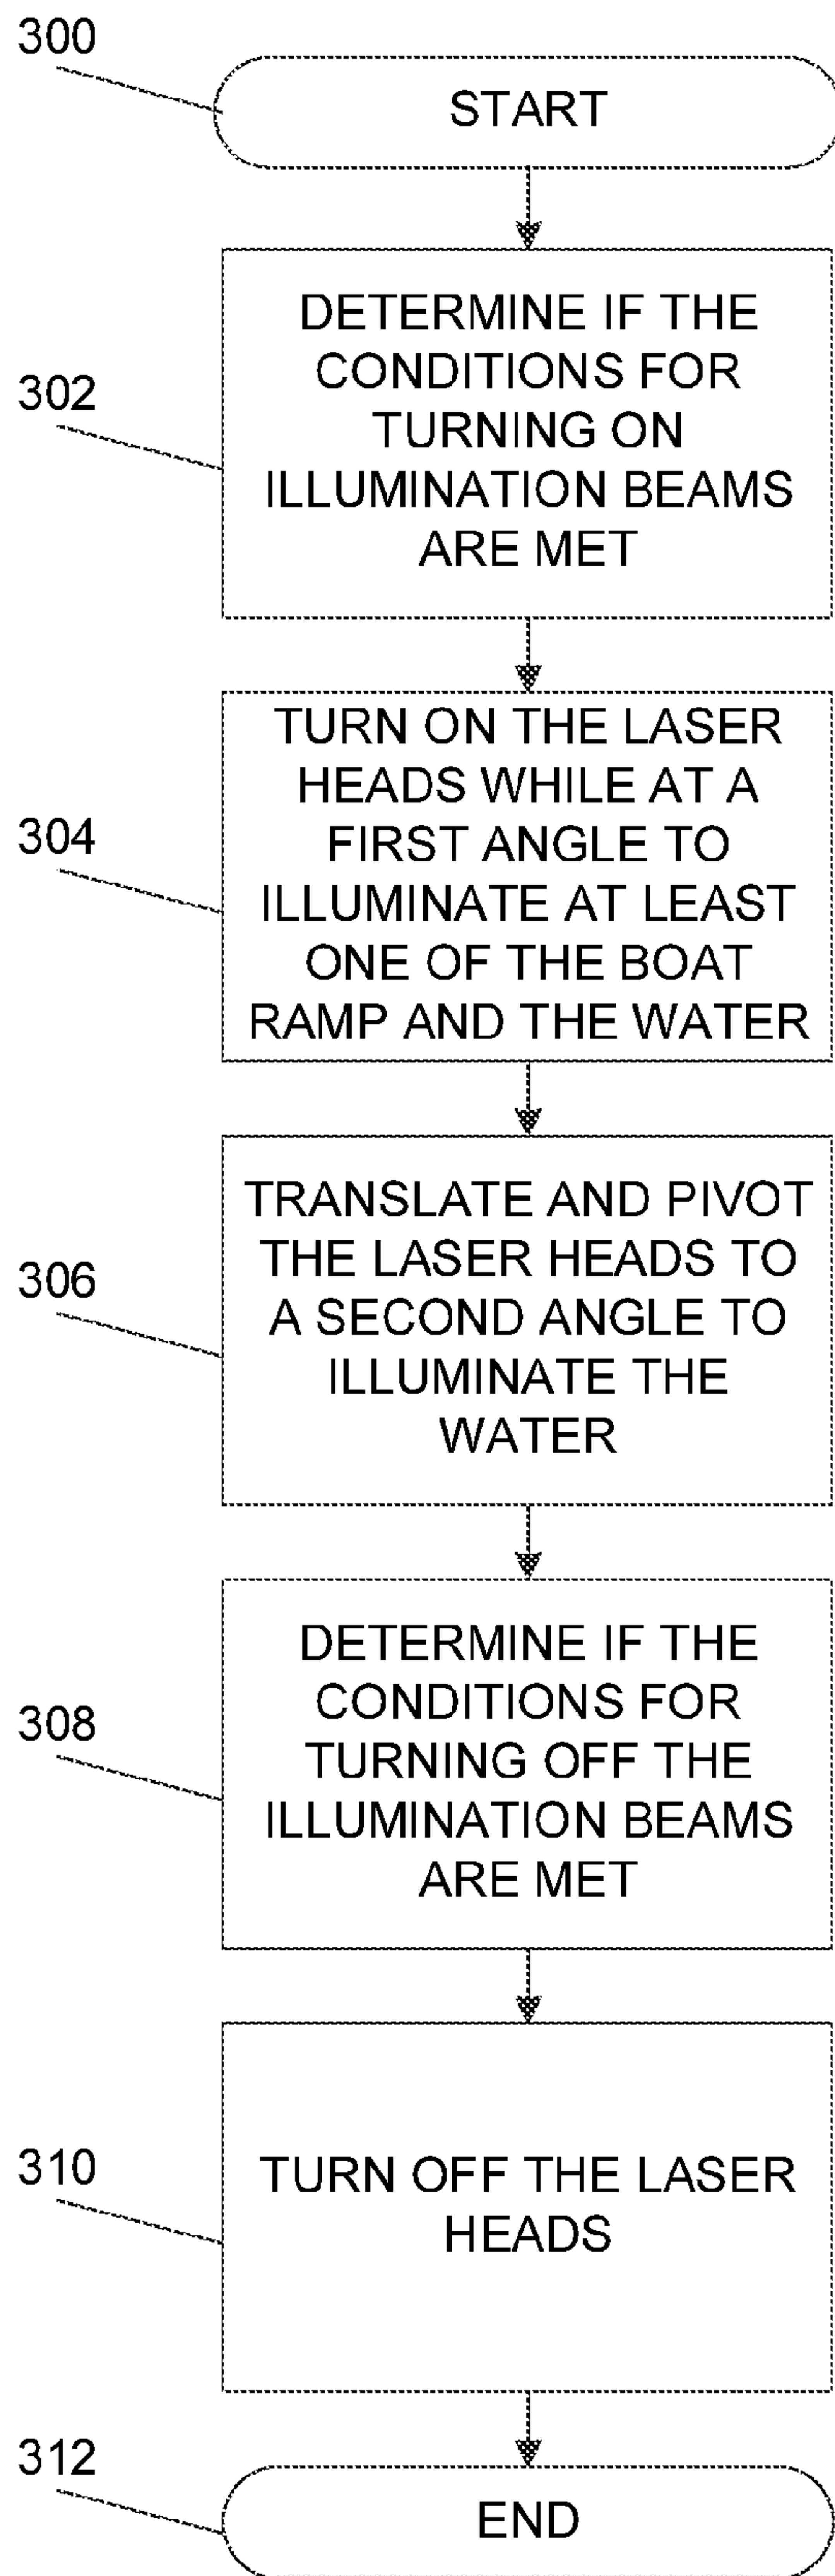 300
START
302
DETERMINE IF THE
CONDITIONS FOR
TURNING ON
ILLUMINATION BEAMS
ARE MET
304
TURN ON THE LASER
HEADS WHILE AT A
FIRST ANGLE TO
ILLUMINATE AT LEAST
ONE OF THE BOAT
RAMP AND THE WATER
306
TRANSLATE AND PIVOT
THE LASER HEADS TO
A SECOND ANGLE TO
ILLUMINATE THE
WATER
308
DETERMINE IF THE
CONDITIONS FOR
TURNING OFF THE
ILLUMINATION BEAMS
ARE MET
310
TURN OFF THE LASER
HEADS
312
END